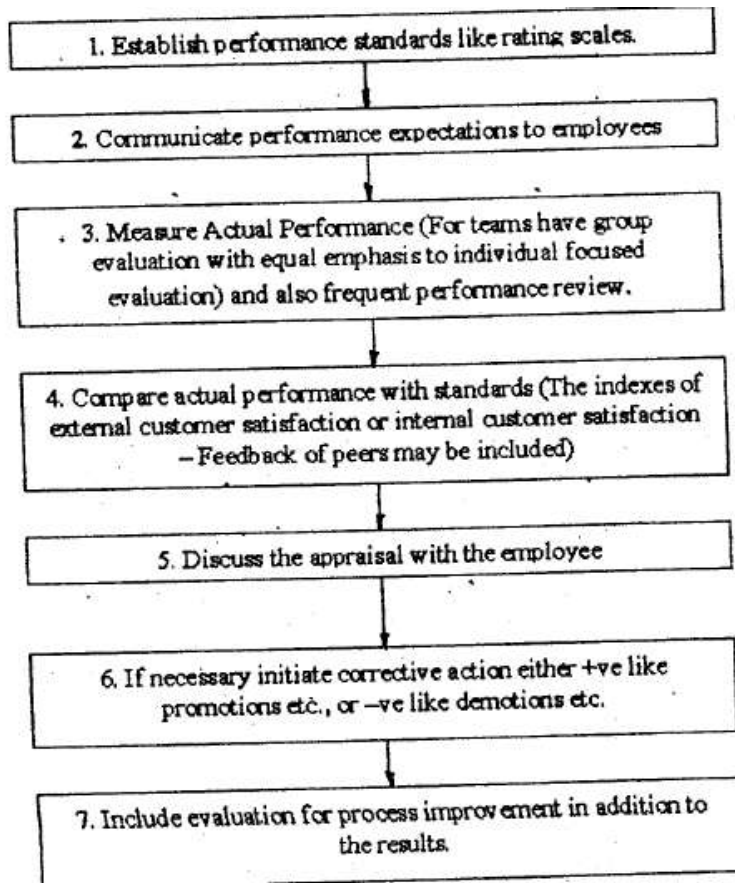 1. Establish performance standards like rating scales.
2. Communicate performance expectations to employees
3. Measure Actual Performance (For teams have group
evaluation with equal emphasis to individual focused
evaluation) and also frequent performance review.
4. Compare actual performance with standards (The indexes of
external customer satisfaction or internal customer satisfaction
– Feedback of peers may be included)
5. Discuss the appraisal with the employee
6. If necessary initiate corrective action either +ve like
promotions etc., or –ve like demotions etc.
7. Include evaluation for process improvement in addition to
the results.